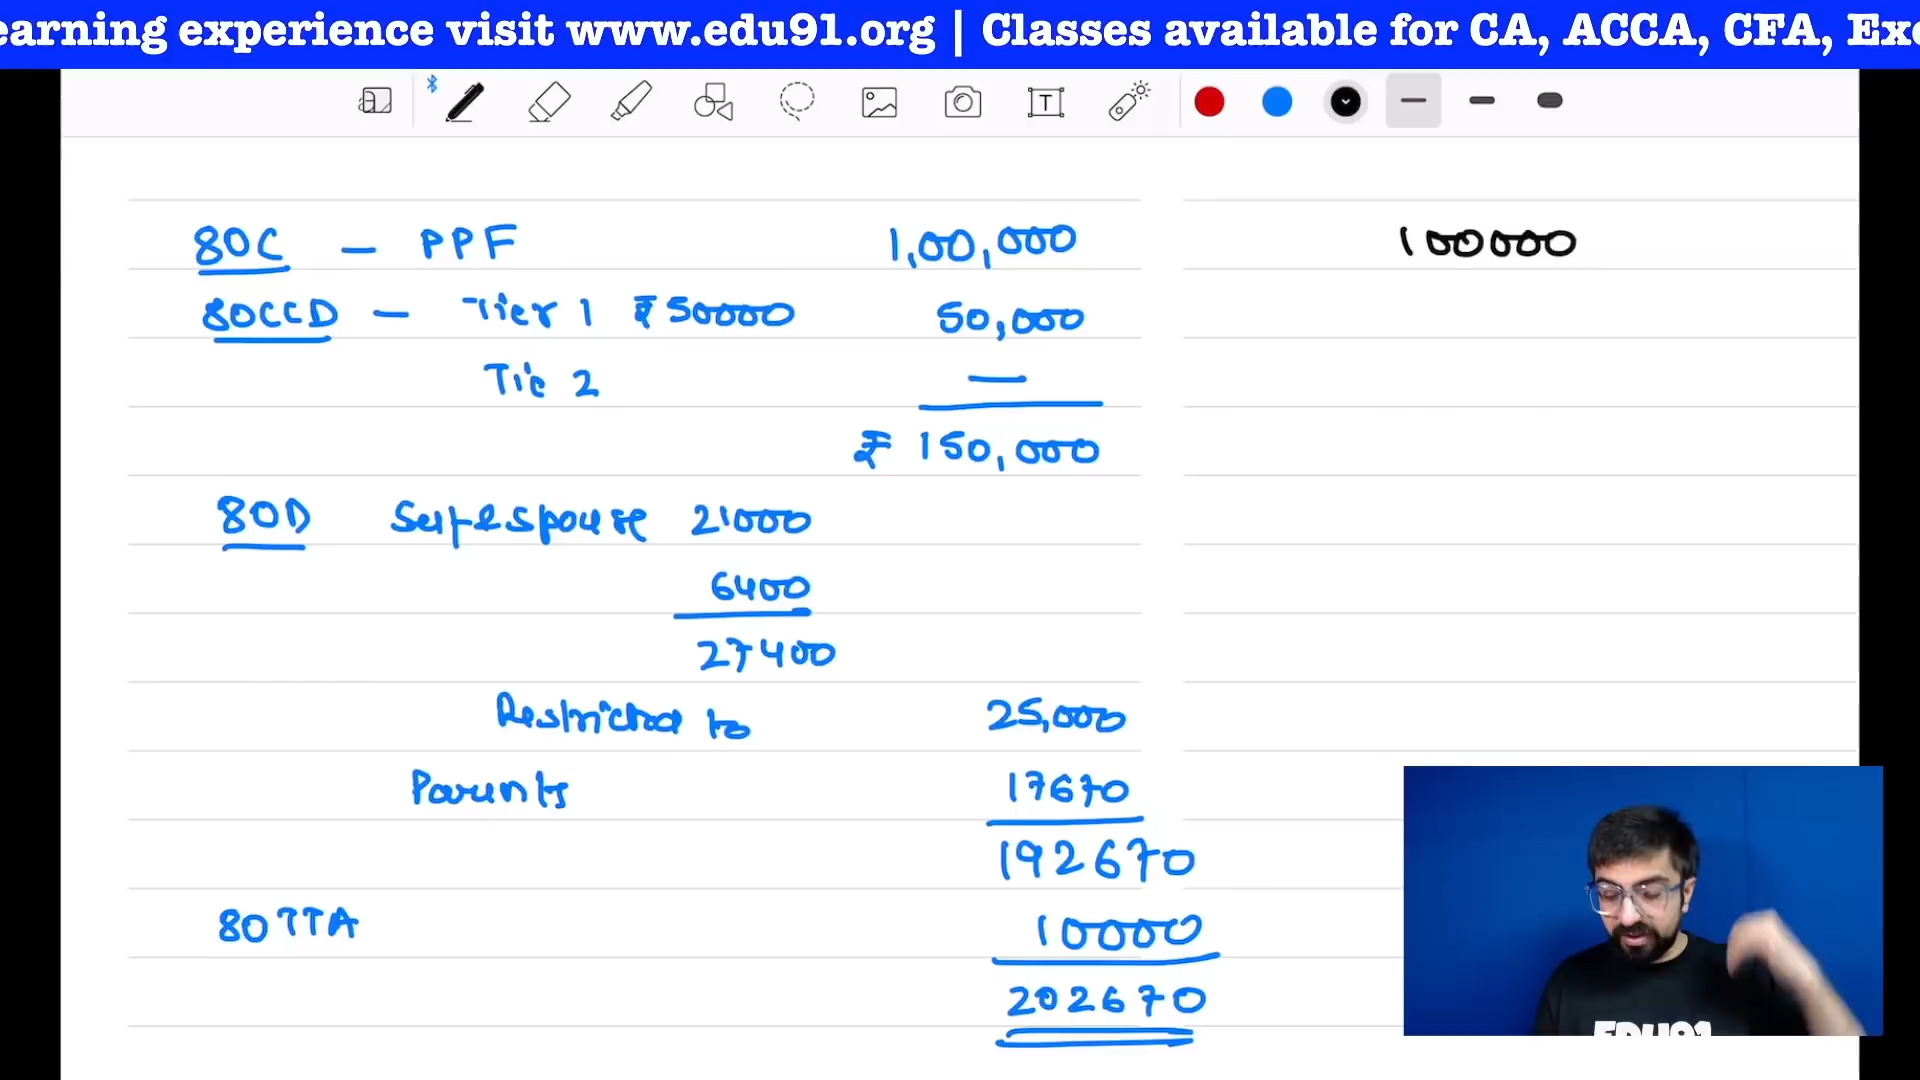 earning experience visit www.edu91.org | Classes available for CA, ACCA, CFA, Exe
T
80C — PPF 1,00,000 100000
80CCD — Tier 1 ₹50000 50,000
Tie 2 —
₹ 150,000
80D Self & Spouse 21000
6400
27400
Restricted to 25,000
Parents 17670
192670
80TTA 10000
202670
EDU91